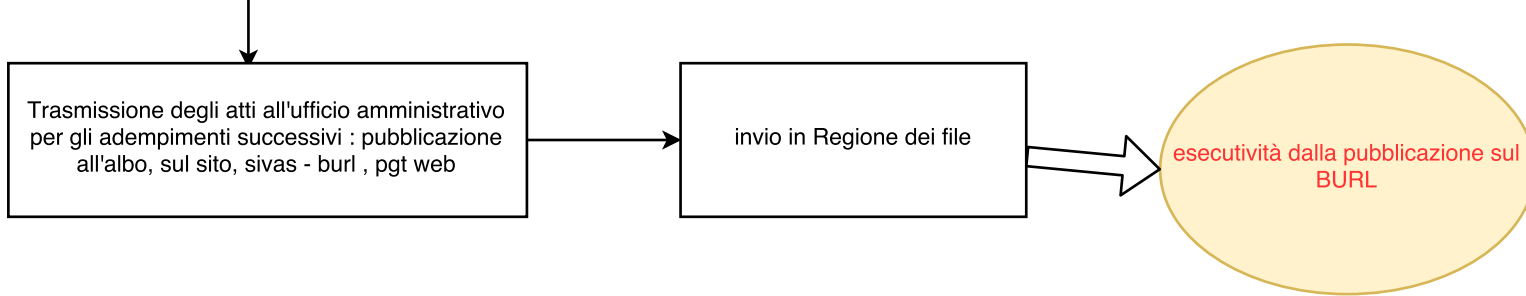 Trasmissione degli atti all'ufficio amministrativo
per gli adempimenti successivi : pubblicazione
all'albo, sul sito, sivas - burl , pgt web
invio in Regione dei file
esecutività dalla pubblicazione sul
BURL